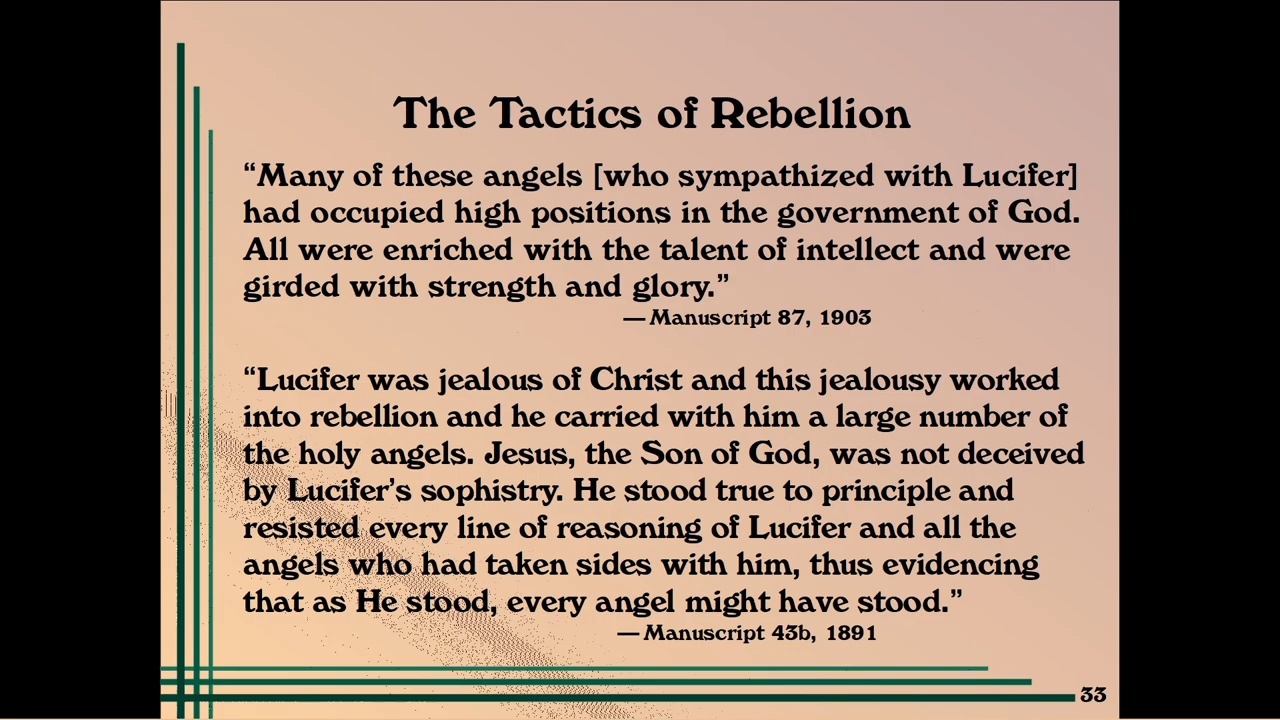 The Tactics of Rebellion
“Many of these angels [who sympathized with Lucifer]
had occupied high positions in the government of God.
All were enriched with the talent of intellect and were
girded with strength and glory.”
— Manuscript 87, 1903
“Lucifer was jealous of Christ and this jealousy worked
into rebellion and he carried with him a large number of
the holy angels. Jesus, the Son of God, was not deceived
by Lucifer’s sophistry. He stood true to principle and
resisted every line of reasoning of Lucifer and all the
angels who had taken sides with him, thus evidencing
that as He stood, every angel might have stood.”
— Manuscript 43b, 1891
33